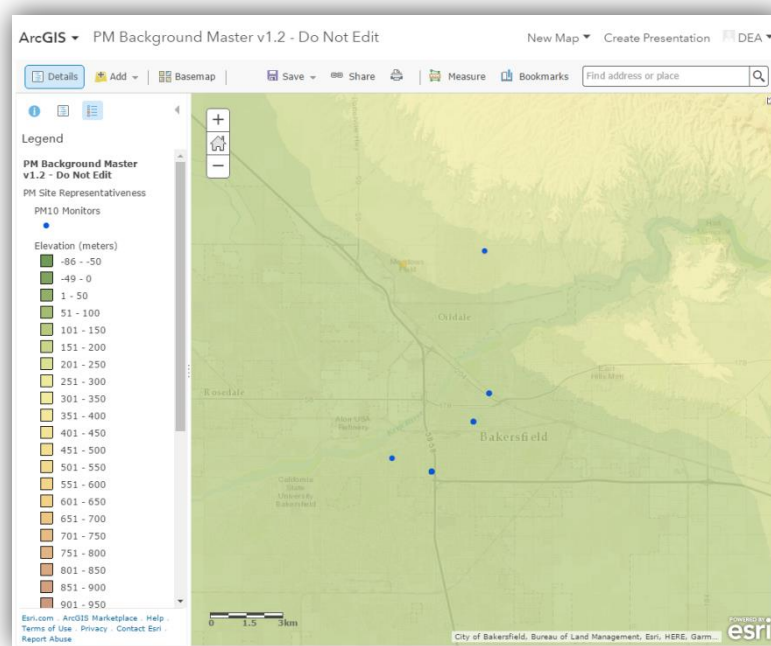 ArcGIS PM Background Master v1.2 - Do Not Edit New Map Create Presentation DEA
Details Add Basemap Save Share Measure Bookmarks Find address or place
Legend
PM Background Master
v1.2 - Do Not Edit
PM Site Representativeness
PM10 Monitors
Elevation (meters)
-86 - -50
-49 - 0
1 - 50
51 - 100
101 - 150
151 - 200
201 - 250
251 - 300
301 - 350
351 - 400
401 - 450
451 - 500
501 - 550
551 - 600
601 - 650
651 - 700
701 - 750
751 - 800
801 - 850
851 - 900
901 - 950
Esri.com . ArcGIS Marketplace . Help .
Terms of Use . Privacy . Contact Esri .
Report Abuse
+
−
Oildale
Rosedale
Refinery
Bakersfield
California
State
University
Bakersfield
0 1.5 3km
City of Bakersfield, Bureau of Land Management, Esri, HERE, Garm...
POWERED BY
esri